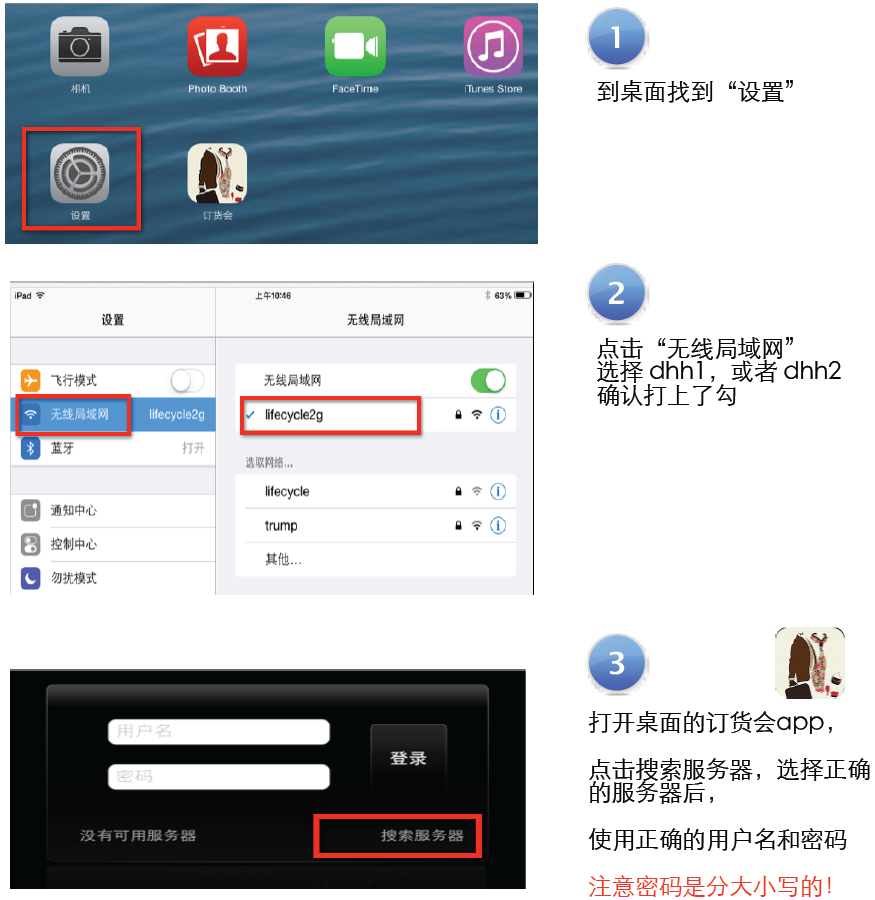 相机
Photo Booth
FaceTime
iTunes Store
设置
订货会
1
到桌面找到“设置”
iPad
上午10:46
63%
设置
无线局域网
飞行模式
无线局域网
lifecycle2g
蓝牙
打开
通知中心
控制中心
勿扰模式
无线局域网
lifecycle2g
选取网络...
lifecycle
trump
其他...
2
点击“无线局域网”
选择 dhh1，或者 dhh2
确认打上了勾
用户名
密码
登录
没有可用服务器
搜索服务器
3
打开桌面的订货会app，
点击搜索服务器，选择正确
的服务器后，
使用正确的用户名和密码
注意密码是分大小写的！